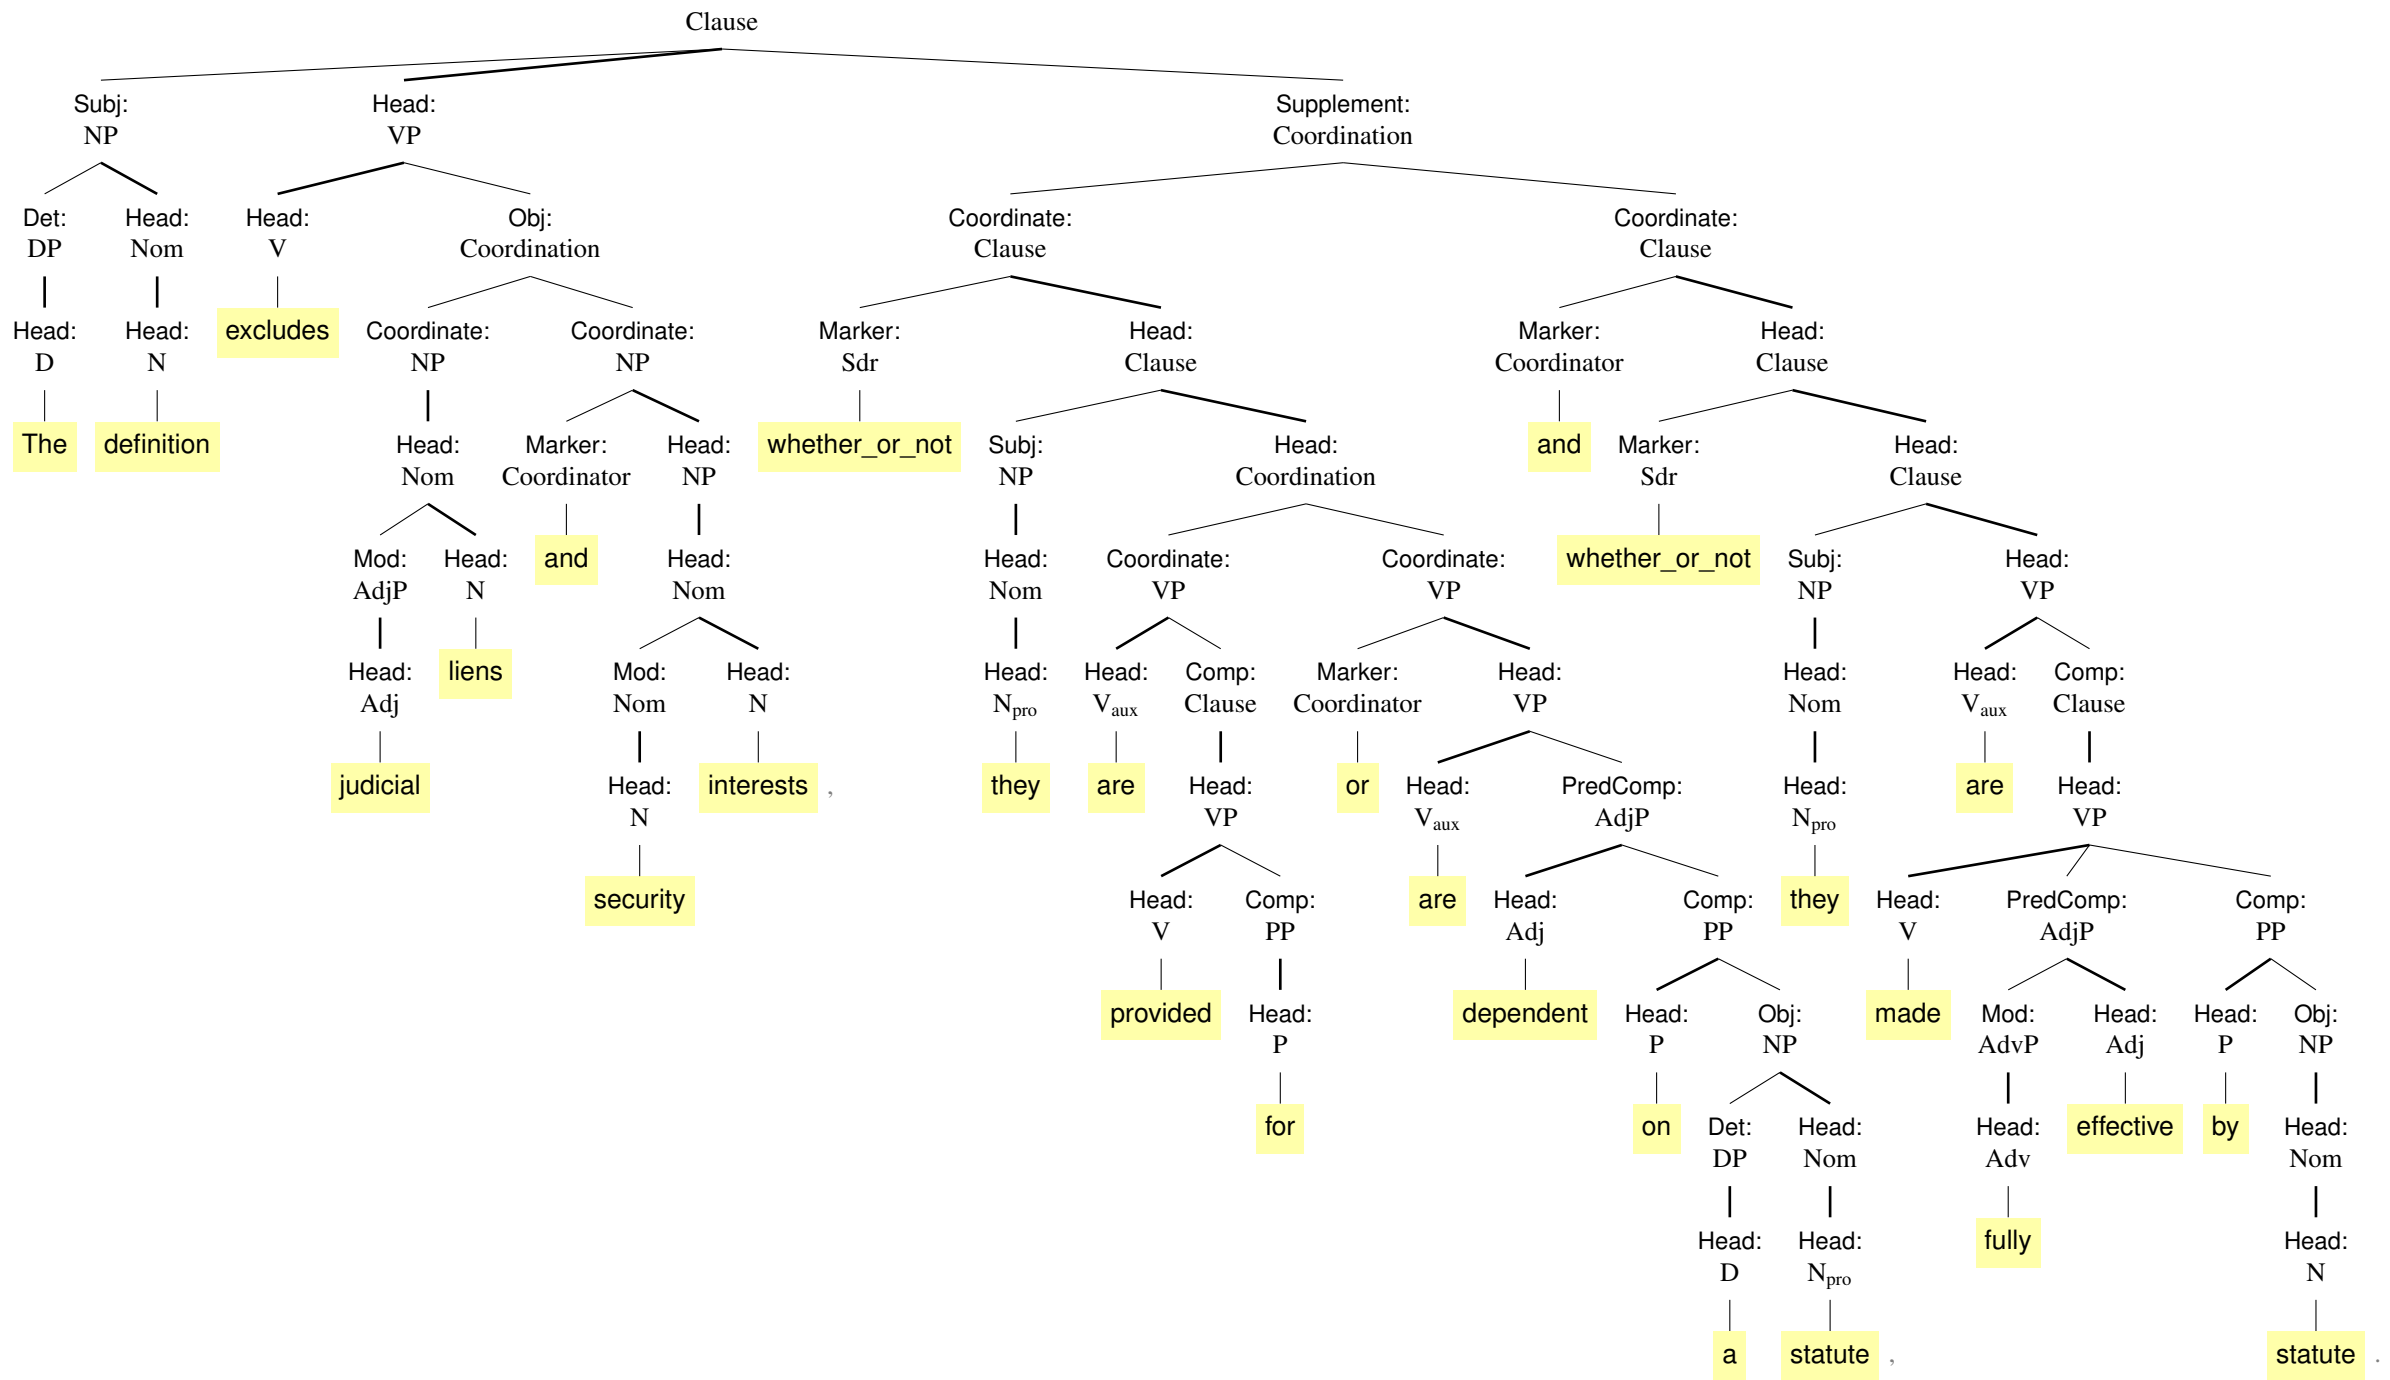 Clause
Subj: Head: Supplement:
NP VP Coordination
Det: Head: Head: Obj: Coordinate: Coordinate:
DP Nom V Coordination Clause Clause
Head: Head: excludes Coordinate: Coordinate: Marker: Head: Marker: Head:
D N NP NP Sdr Clause Coordinator Clause
The definition Head: Marker: Head: whether_or_not Subj: Head: and Marker: Head:
Nom Coordinator NP NP Coordination Sdr Clause
Mod: Head: and Head: Head: Coordinate: Coordinate: whether_or_not Subj: Head:
AdjP N Nom Nom VP VP NP VP
Head: liens Mod: Head: Head: Head: Comp: Marker: Head: Head: Head: Comp:
Adj Nom N Npro Vaux Clause Coordinator VP Nom Vaux Clause
judicial Head: interests , they are Head: or Head: PredComp: Head: are Head:
N VP Vaux AdjP Npro VP
security Head: Comp: are Head: Comp: they Head: PredComp: Comp:
V PP Adj PP V AdjP PP
provided Head: dependent Head: Obj: made Mod: Head: Head: Obj:
P P NP AdvP Adj P NP
for on Det: Head: Head: effective by Head:
DP Nom Adv Nom
Head: Head: fully Head:
D Npro N
a statute , statute .